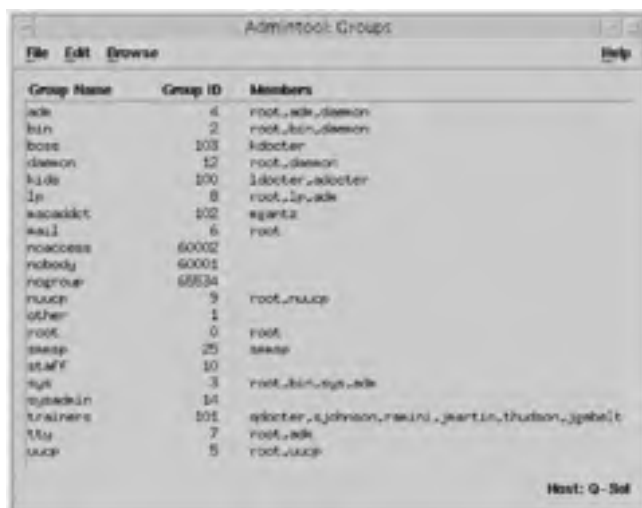 Admintool: Groups
File Edit Browse Help
Group Name Group ID Members
adm 4 root,adm,daemon
bin 2 root,bin,daemon
boss 103 kdocter
daemon 12 root,daemon
kids 100 ldocter,adocter
lp 8 root,lp,adm
macaddct 102 mgantz
mail 6 root
noaccess 60002
nobody 60001
nogroup 65534
nuucp 9 root,nuucp
other 1
root 0 root
smmsp 25 smmsp
staff 10
sys 3 root,bin,sys,adm
sysadmin 14
trainers 101 sjohnson, jmartin,thudson,
tty 7 root,adm
uucp 5 root,uucp
Host: Q-Sol